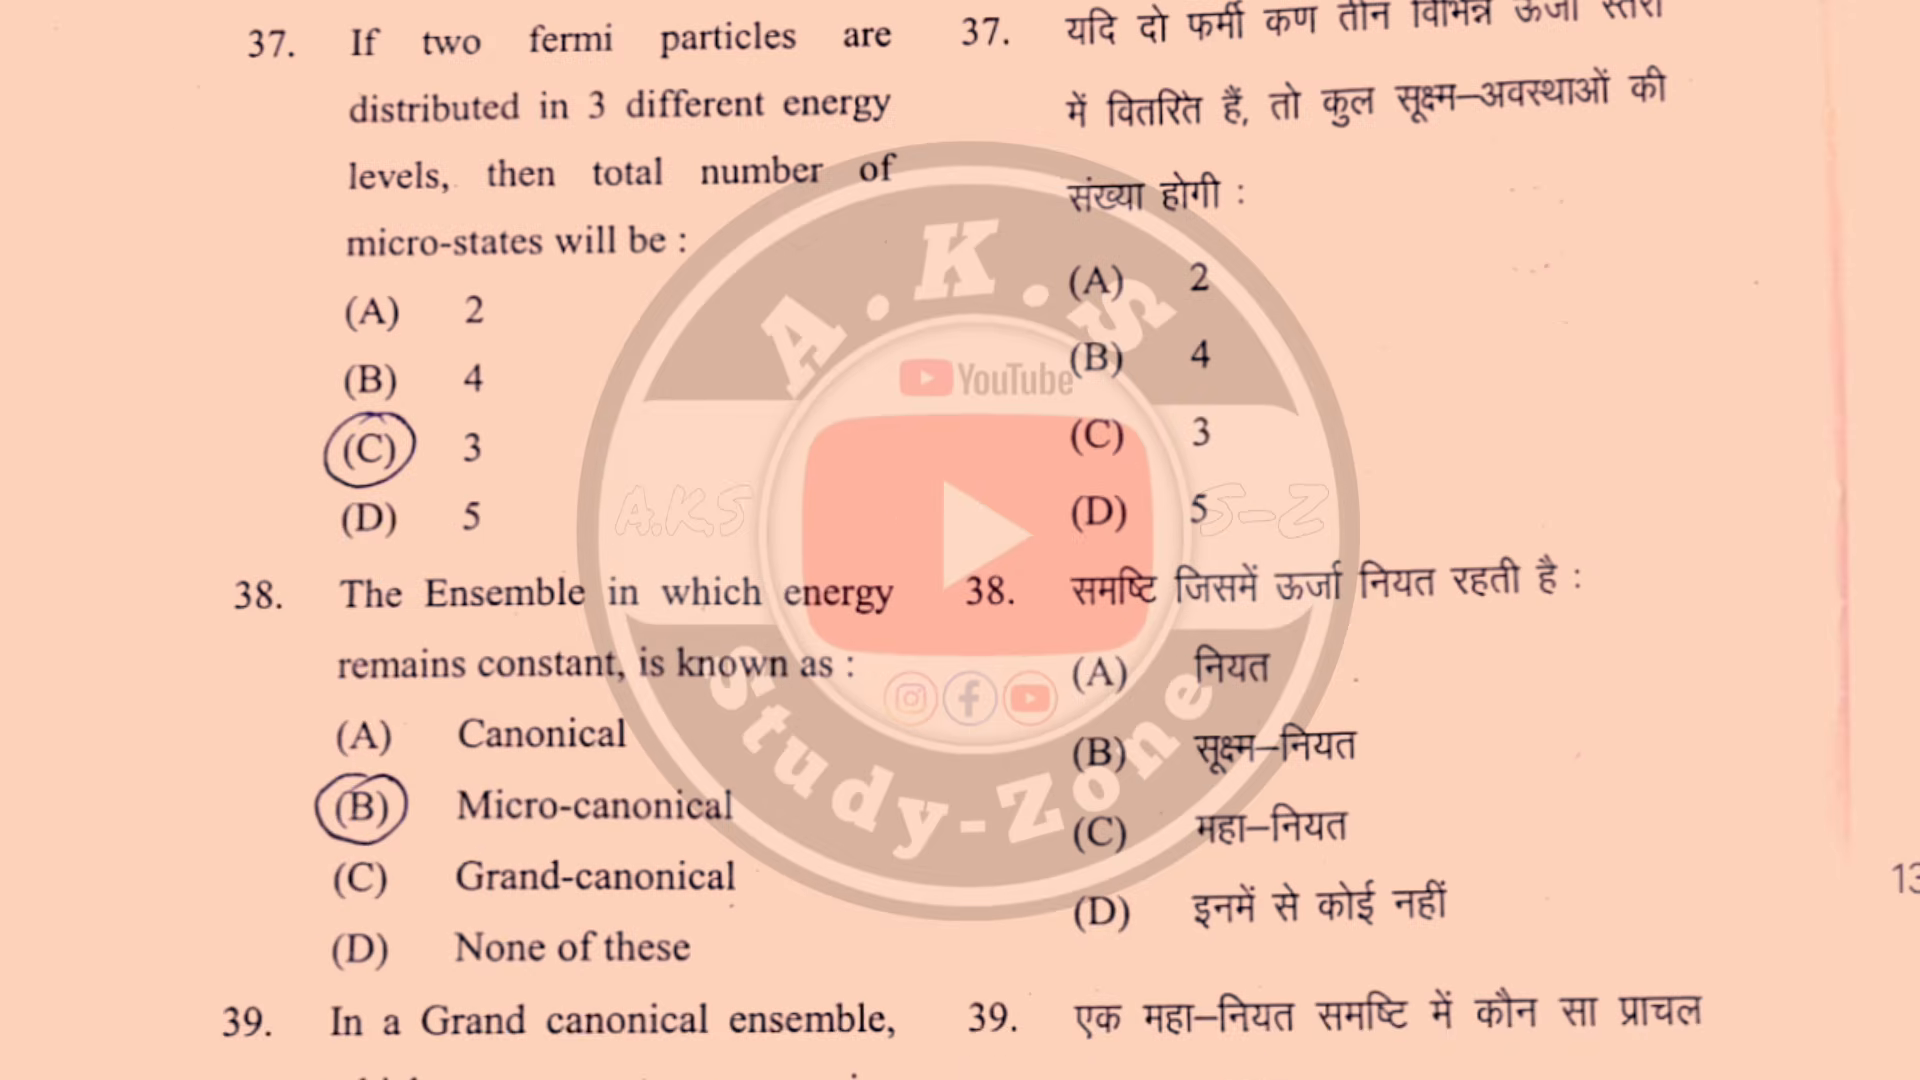 37. If two fermi particles are
distributed in 3 different energy
levels, then total number of
micro-states will be :
(A) 2
(B) 4
(C) 3
(D) 5
38. The Ensemble in which energy
remains constant, is known as :
(A) Canonical
(B) Micro-canonical
(C) Grand-canonical
(D) None of these
39. In a Grand canonical ensemble,
37. यदि दो फर्मी कण तीन विभिन्न ऊर्जा स्तरों
में वितरित हैं, तो कुल सूक्ष्म–अवस्थाओं की
संख्या होगी :
(A) 2
(B) 4
(C) 3
(D) 5
38. समष्टि जिसमें ऊर्जा नियत रहती है :
(A) नियत
(B) सूक्ष्म–नियत
(C) महा–नियत
(D) इनमें से कोई नहीं
39. एक महा–नियत समष्टि में कौन सा प्राचल
13
A.K.S
YouTube
A.K.S
S-Z
Study-Zone